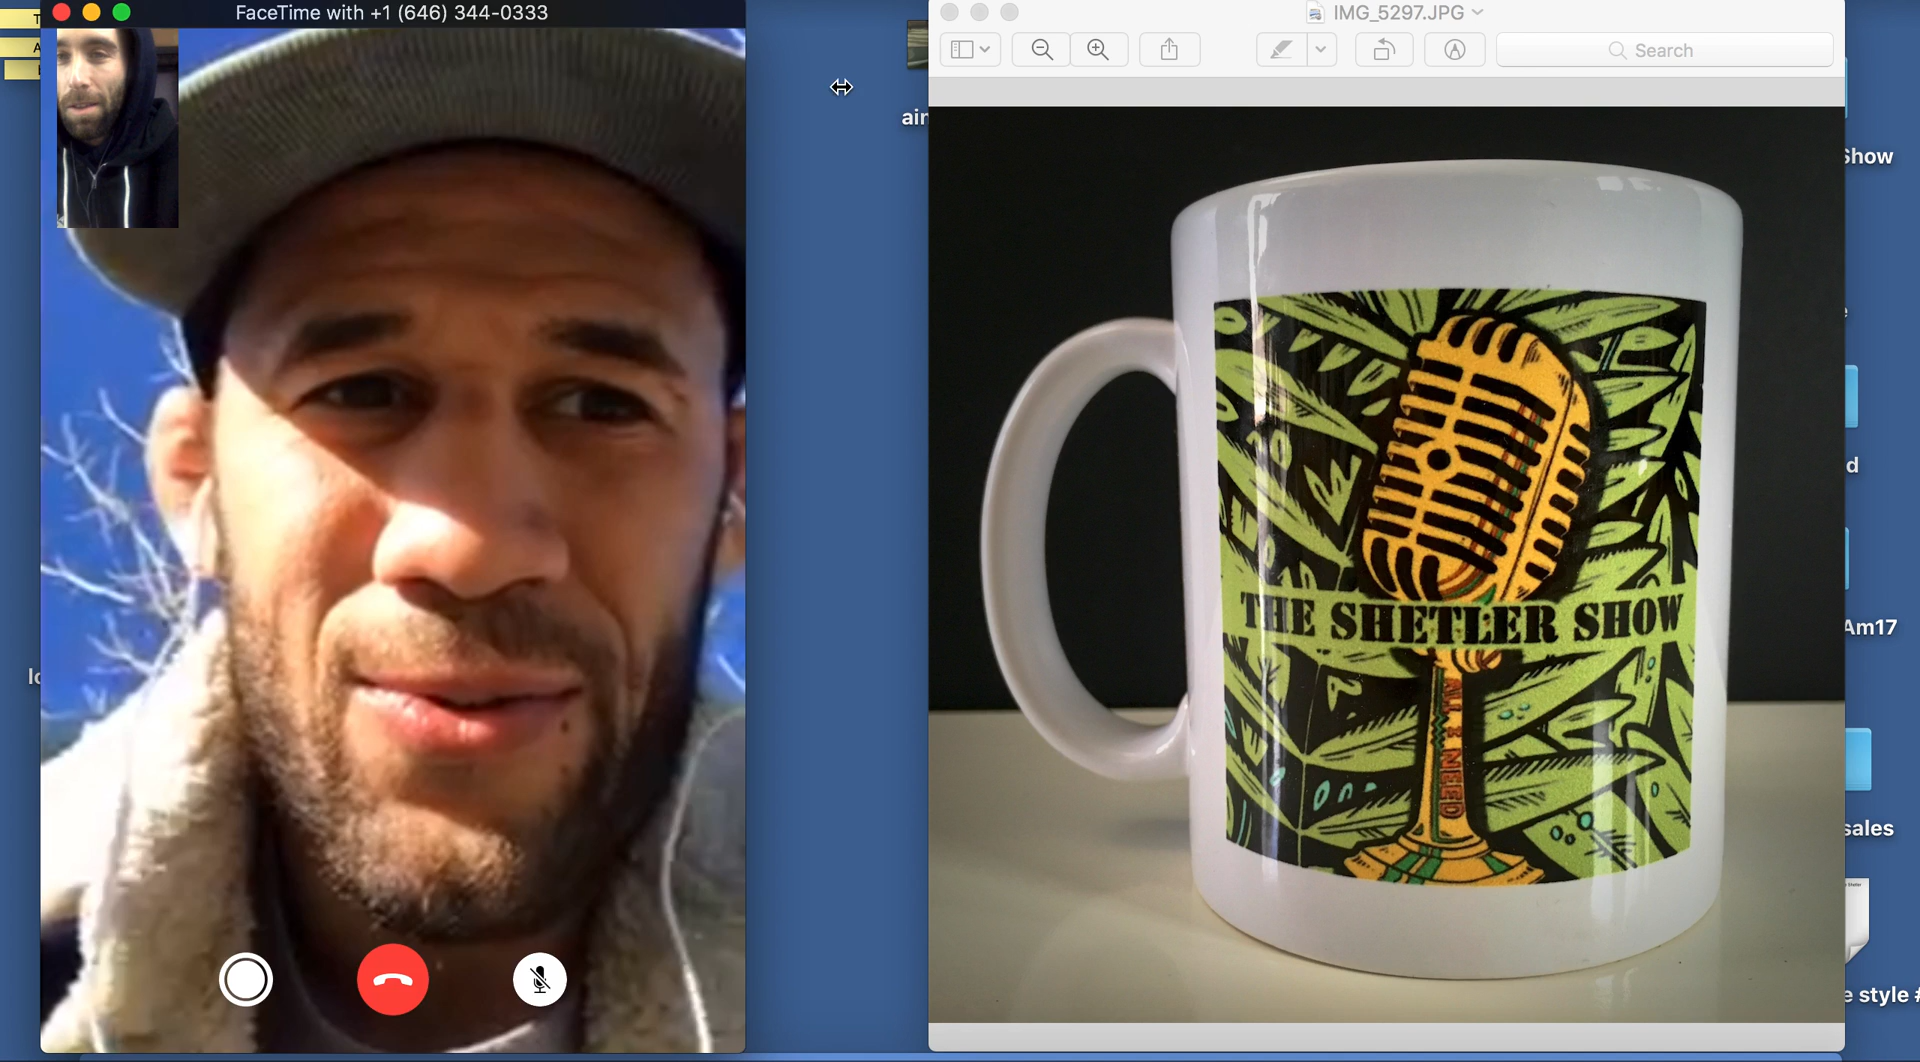 FaceTime with +1 (646) 344-0333
IMG_5297.JPG
Search
THE SHETLER SHOW
ALL I NEED
air
Show
d
Am17
sales
e style #